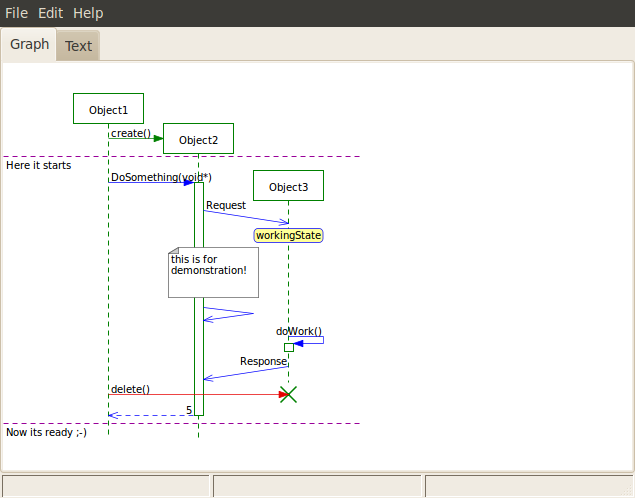 File Edit Help
Graph Text
Object1
create()
Object2
Here it starts
DoSomething(void*)
Object3
Request
workingState
this is for
demonstration!
doWork()
Response
delete()
5
Now its ready ;-)